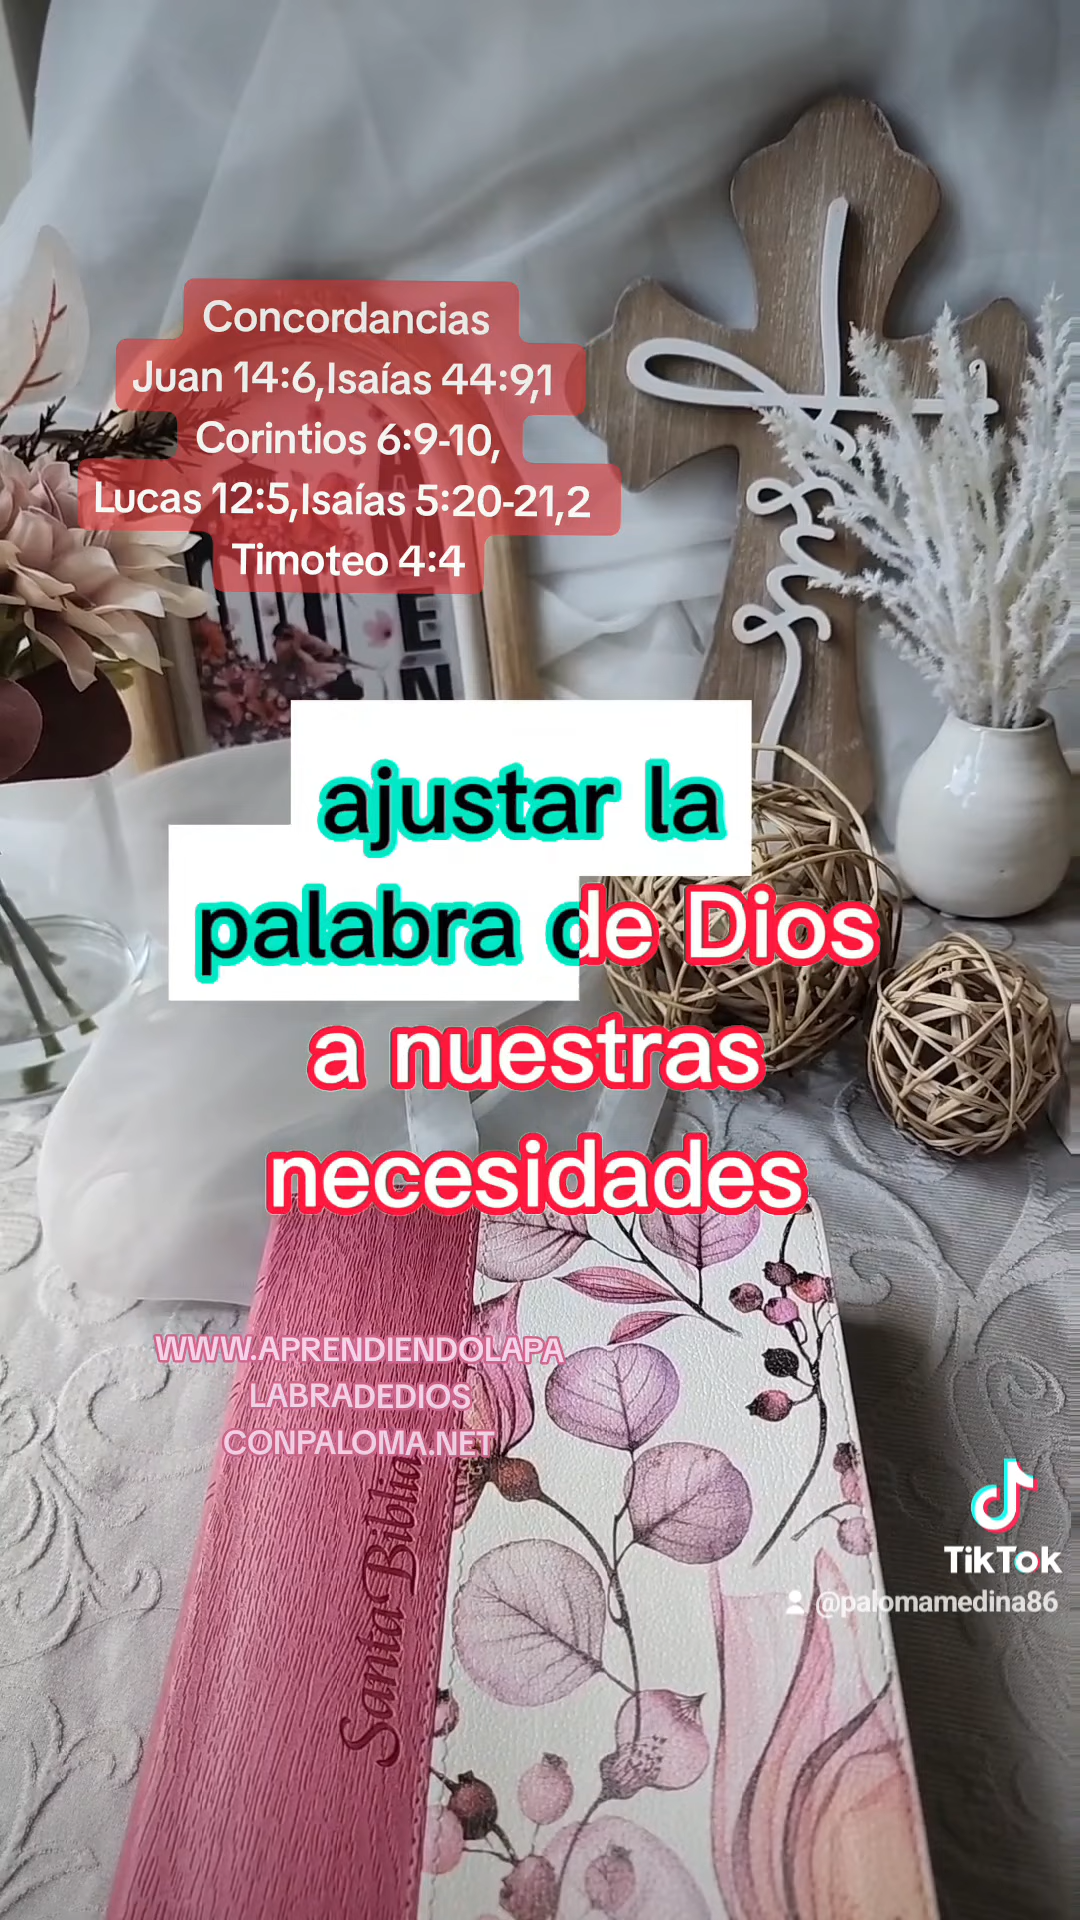 Concordancias
Juan 14:6,Isaías 44:9,1
Corintios 6:9-10,
Lucas 12:5,Isaías 5:20-21,2
Timoteo 4:4
AMEN
Jesus
ajustar la
palabra de Dios
a nuestras
necesidades
WWW.APRENDIENDOLAPA
LABRADEDIOS
CONPALOMA.NET
Santa Biblia
TikTok
@palomamedina86